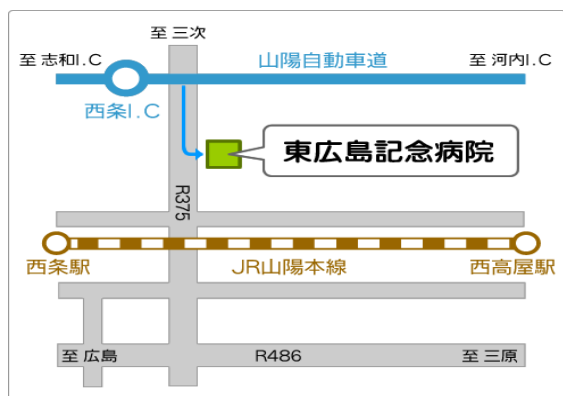 至 三次
至 志和I.C
山陽自動車道
至 河内I.C
西条I.C
東広島記念病院
R375
西条駅
JR山陽本線
西高屋駅
至 広島
R486
至 三原